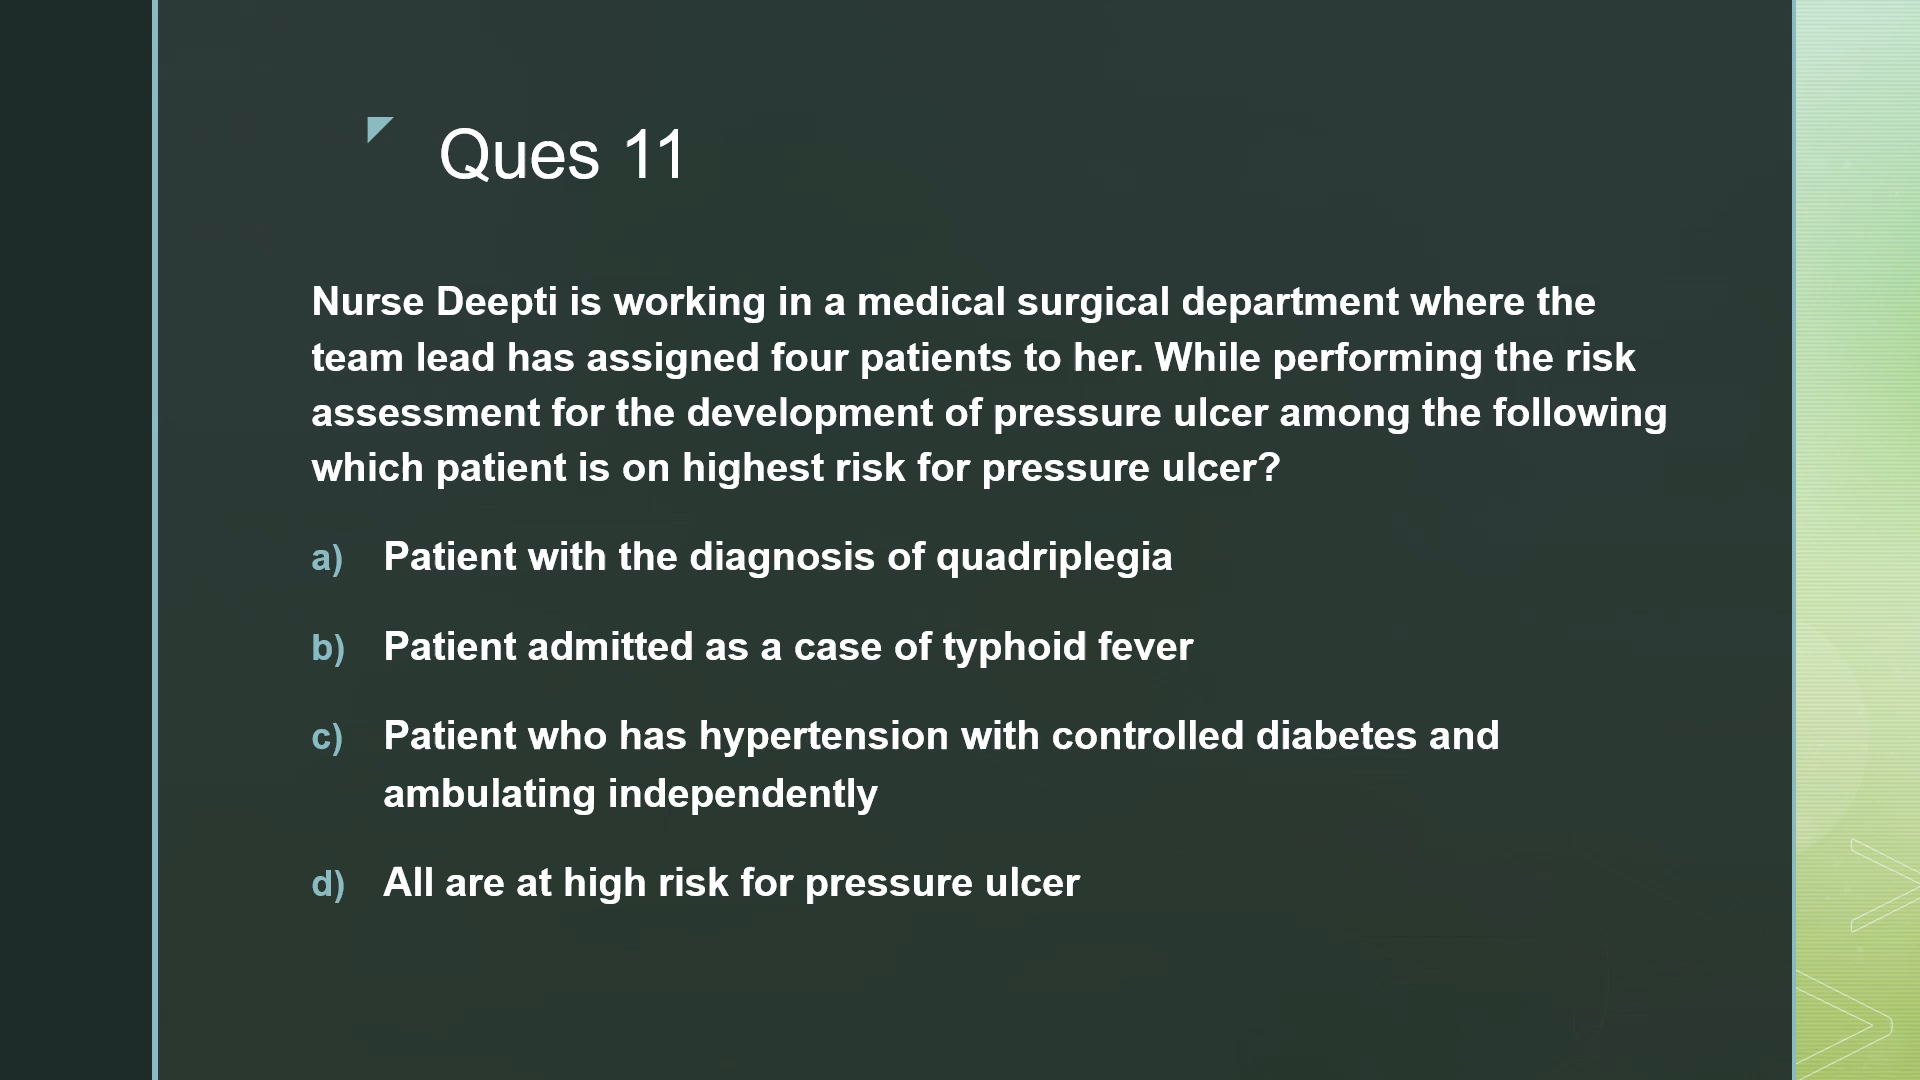 Ques 11
Nurse Deepti is working in a medical surgical department where the
team lead has assigned four patients to her. While performing the risk
assessment for the development of pressure ulcer among the following
which patient is on highest risk for pressure ulcer?
a) Patient with the diagnosis of quadriplegia
b) Patient admitted as a case of typhoid fever
c) Patient who has hypertension with controlled diabetes and
ambulating independently
d) All are at high risk for pressure ulcer